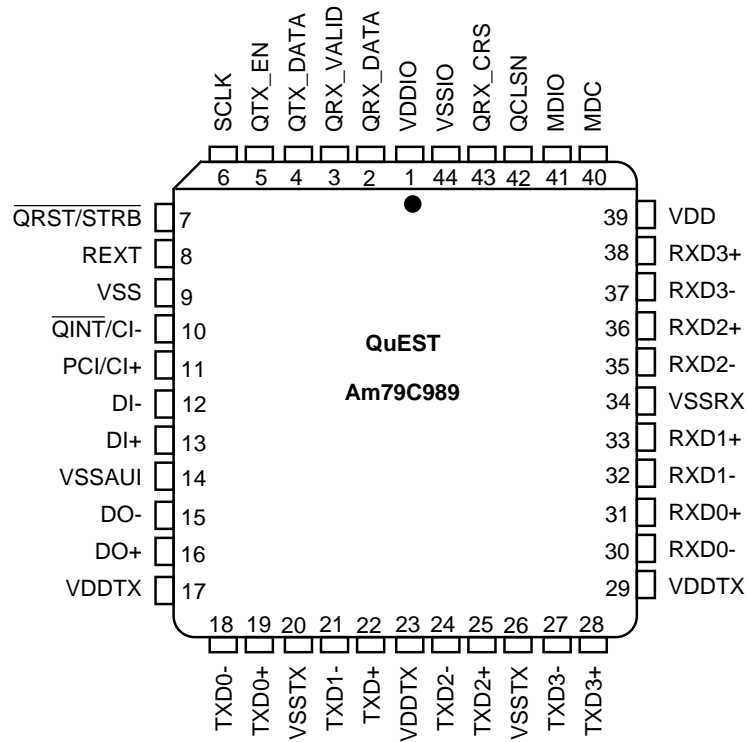 SCLK
QTX_EN
QTX_DATA
QRX_VALID
QRX_DATA
VDDIO
VSSIO
QRX_CRS
QCLSN
MDIO
MDC
6 5 4 3 2 1 44 43 42 41 40
QRST/STRB 7
REXT 8
VSS 9
QINT/CI- 10
PCI/CI+ 11
DI- 12
DI+ 13
VSSAUI 14
DO- 15
DO+ 16
VDDTX 17
QuEST
Am79C989
39 VDD
38 RXD3+
37 RXD3-
36 RXD2+
35 RXD2-
34 VSSRX
33 RXD1+
32 RXD1-
31 RXD0+
30 RXD0-
29 VDDTX
18 19 20 21 22 23 24 25 26 27 28
TXD0-
TXD0+
VSSTX
TXD1-
TXD+
VDDTX
TXD2-
TXD2+
VSSTX
TXD3-
TXD3+